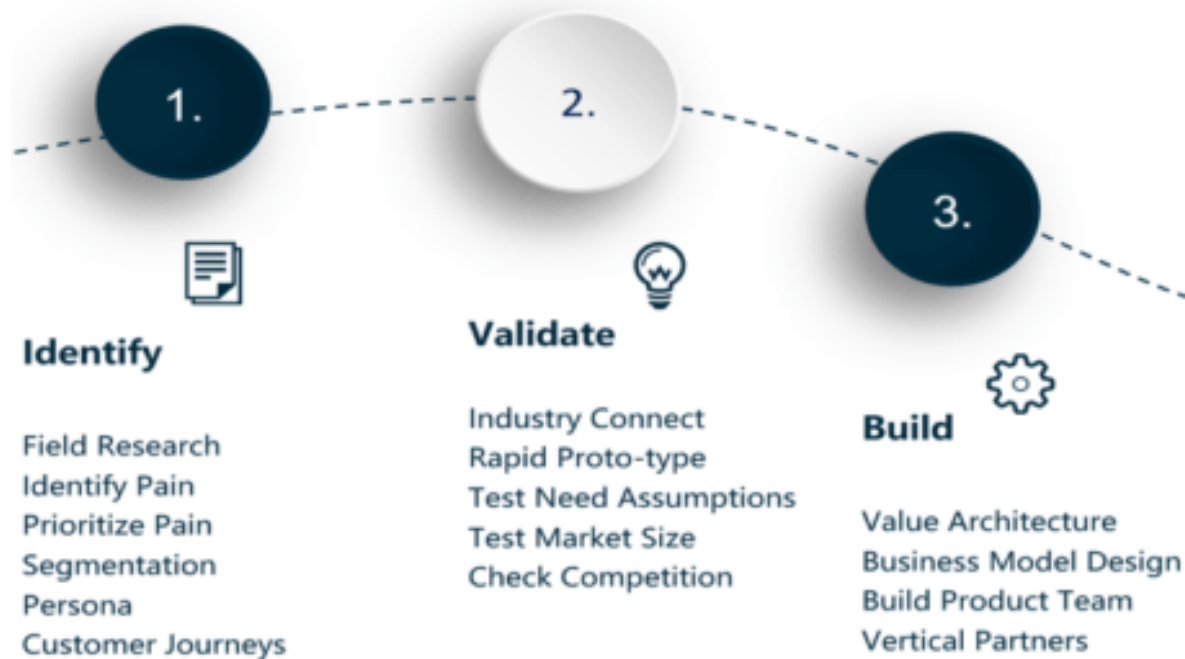 1.
Identify
Field Research
Identify Pain
Prioritize Pain
Segmentation
Persona
Customer Journeys
2.
Validate
Industry Connect
Rapid Proto-type
Test Need Assumptions
Test Market Size
Check Competition
3.
Build
Value Architecture
Business Model Design
Build Product Team
Vertical Partners